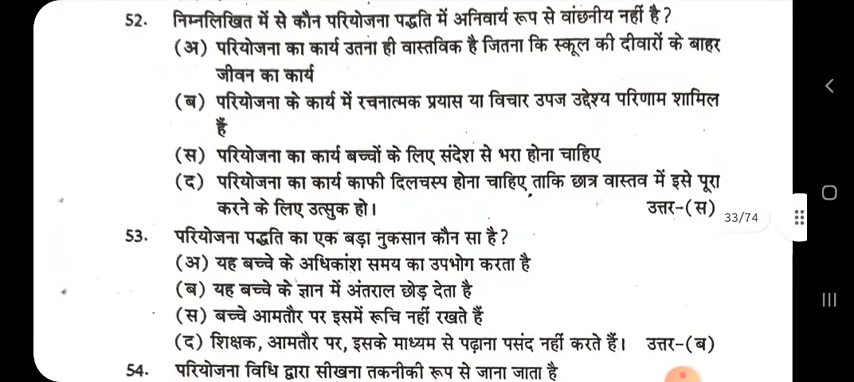 52. निम्नलिखित में से कौन परियोजना पद्धति में अनिवार्य रूप से वांछनीय नहीं है?
(अ) परियोजना का कार्य उतना ही वास्तविक है जितना कि स्कूल की दीवारों के बाहर
जीवन का कार्य
(ब) परियोजना के कार्य में रचनात्मक प्रयास या विचार उपज उद्देश्य परिणाम शामिल
हैं
(स) परियोजना का कार्य बच्चों के लिए संदेश से भरा होना चाहिए
(द) परियोजना का कार्य काफी दिलचस्प होना चाहिए ताकि छात्र वास्तव में इसे पूरा
करने के लिए उत्सुक हो। उत्तर-(स)
33/74
53. परियोजना पद्धति का एक बड़ा नुकसान कौन सा है?
(अ) यह बच्चे के अधिकांश समय का उपभोग करता है
(ब) यह बच्चे के ज्ञान में अंतराल छोड़ देता है
(स) बच्चे आमतौर पर इसमें रूचि नहीं रखते हैं
(द) शिक्षक, आमतौर पर, इसके माध्यम से पढ़ाना पसंद नहीं करते हैं। उत्तर-(ब)
54. परियोजना विधि द्वारा सीखना तकनीकी रूप से जाना जाता है